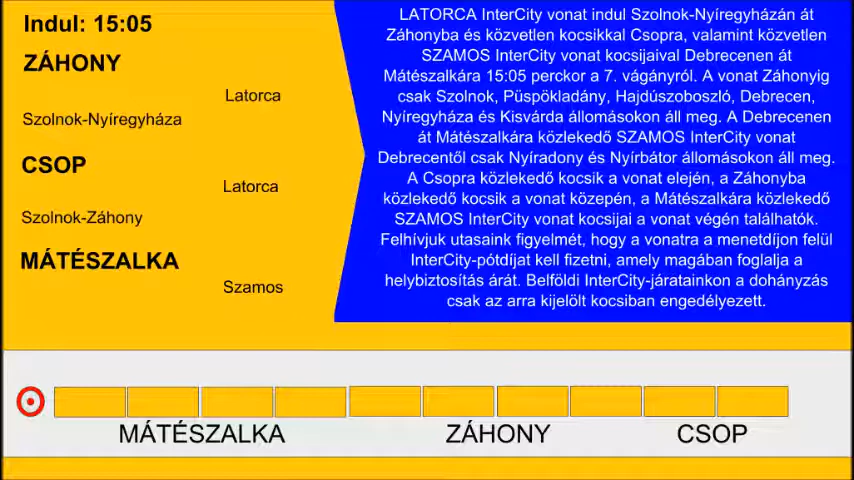 Indul: 15:05
ZÁHONY
Latorca
Szolnok-Nyíregyháza
CSOP
Latorca
Szolnok-Záhony
MÁTÉSZALKA
Szamos
LATORCA InterCity vonat indul Szolnok-Nyíregyházán át
Záhonyba és közvetlen kocsikkal Csopra, valamint közvetlen
SZAMOS InterCity vonat kocsijaival Debrecenen át
Mátészalkára 15:05 perckor a 7. vágányról. A vonat Záhonyig
csak Szolnok, Püspökladány, Hajdúszoboszló, Debrecen,
Nyíregyháza és Kisvárda állomásokon áll meg. A Debrecenen
át Mátészalkára közlekedő SZAMOS InterCity vonat
Debrecentől csak Nyíradony és Nyírbátor állomásokon áll meg.
A Csopra közlekedő kocsik a vonat elején, a Záhonyba
közlekedő kocsik a vonat közepén, a Mátészalkára közlekedő
SZAMOS InterCity vonat kocsijai a vonat végén találhatók.
Felhívjuk utasaink figyelmét, hogy a vonatra a menetdíjon felül
InterCity-pótdíjat kell fizetni, amely magában foglalja a
helybiztosítás árát. Belföldi InterCity-járatainkon a dohányzás
csak az arra kijelölt kocsiban engedélyezett.
MÁTÉSZALKA
ZÁHONY
CSOP